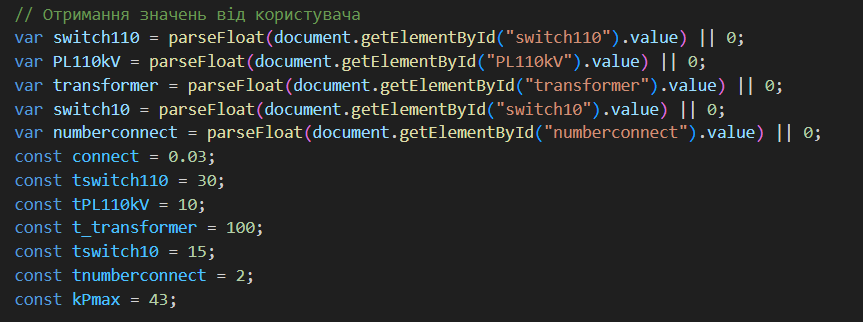 // Отримання значень від користувача
var switch110 = parseFloat(document.getElementById("switch110").value) || 0;
var PL110kV = parseFloat(document.getElementById("PL110kV").value) || 0;
var transformer = parseFloat(document.getElementById("transformer").value) || 0;
var switch10 = parseFloat(document.getElementById("switch10").value) || 0;
var numberconnect = parseFloat(document.getElementById("numberconnect").value) || 0;
const connect = 0.03;
const tswitch110 = 30;
const tPL110kV = 10;
const t_transformer = 100;
const tswitch10 = 15;
const tnumberconnect = 2;
const kPmax = 43;